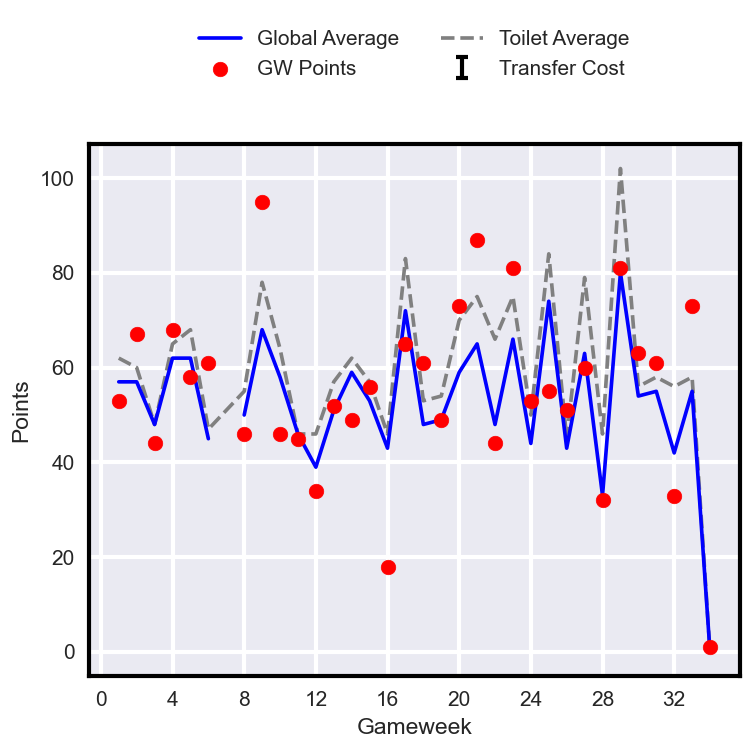 Global Average
Toilet Average
GW Points
Transfer Cost
100
80
60
40
20
0
Points
0 4 8 12 16 20 24 28 32
Gameweek